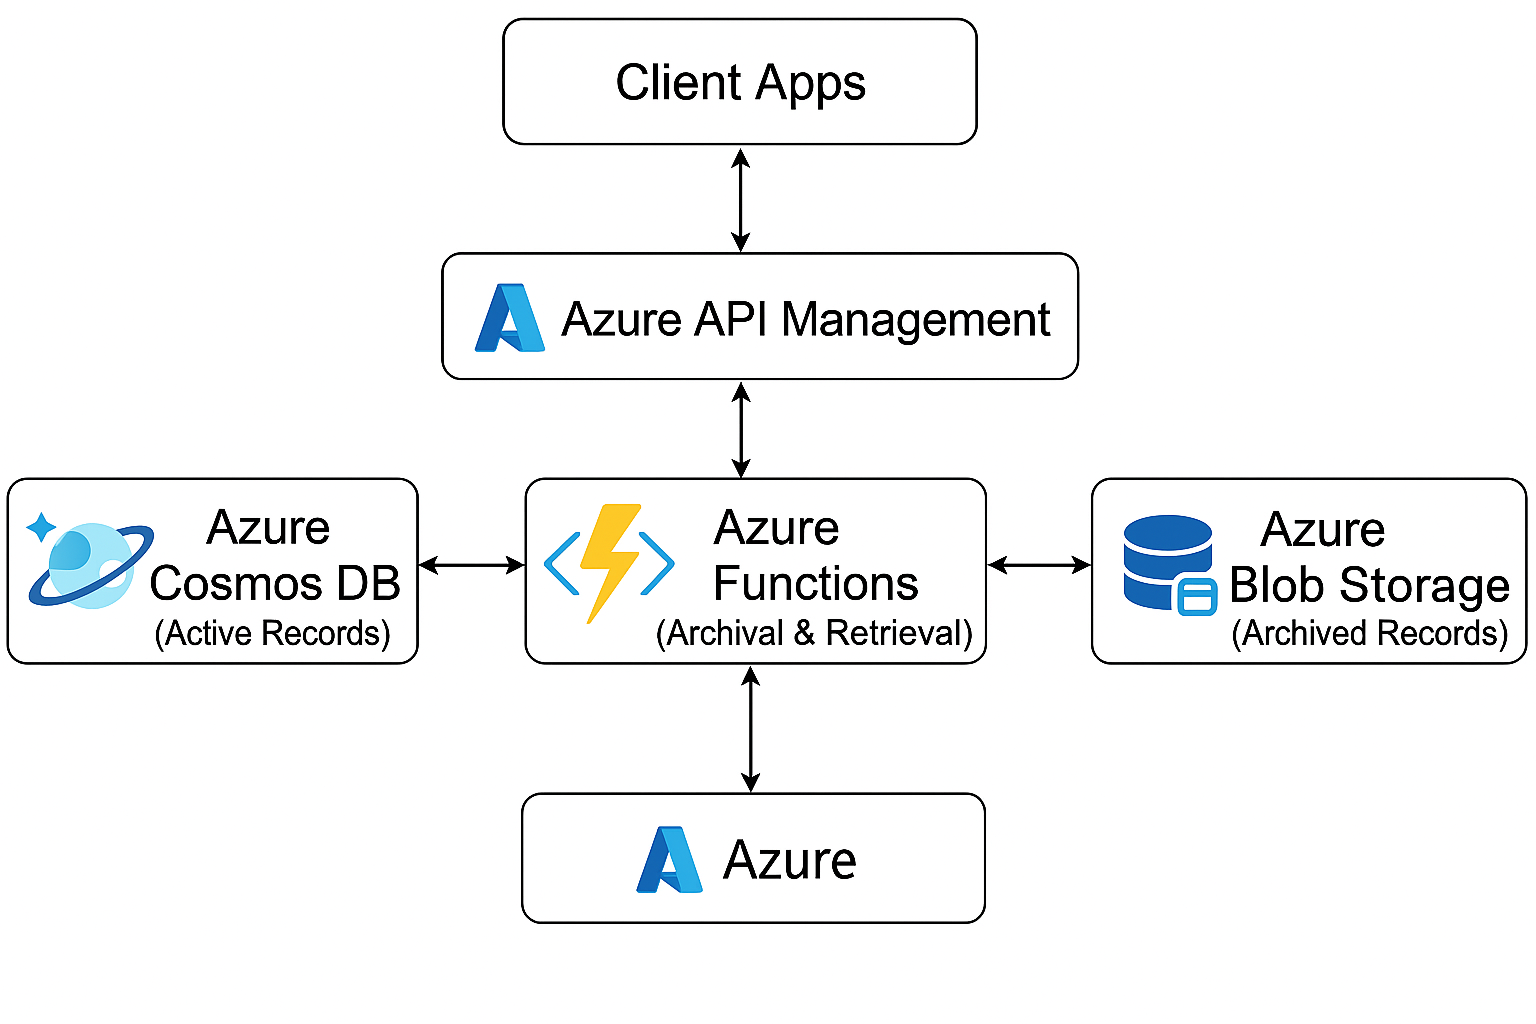 Client Apps
Azure API Management
Azure
Cosmos DB
(Active Records)
Azure
Functions
(Archival & Retrieval)
Azure
Blob Storage
(Archived Records)
Azure